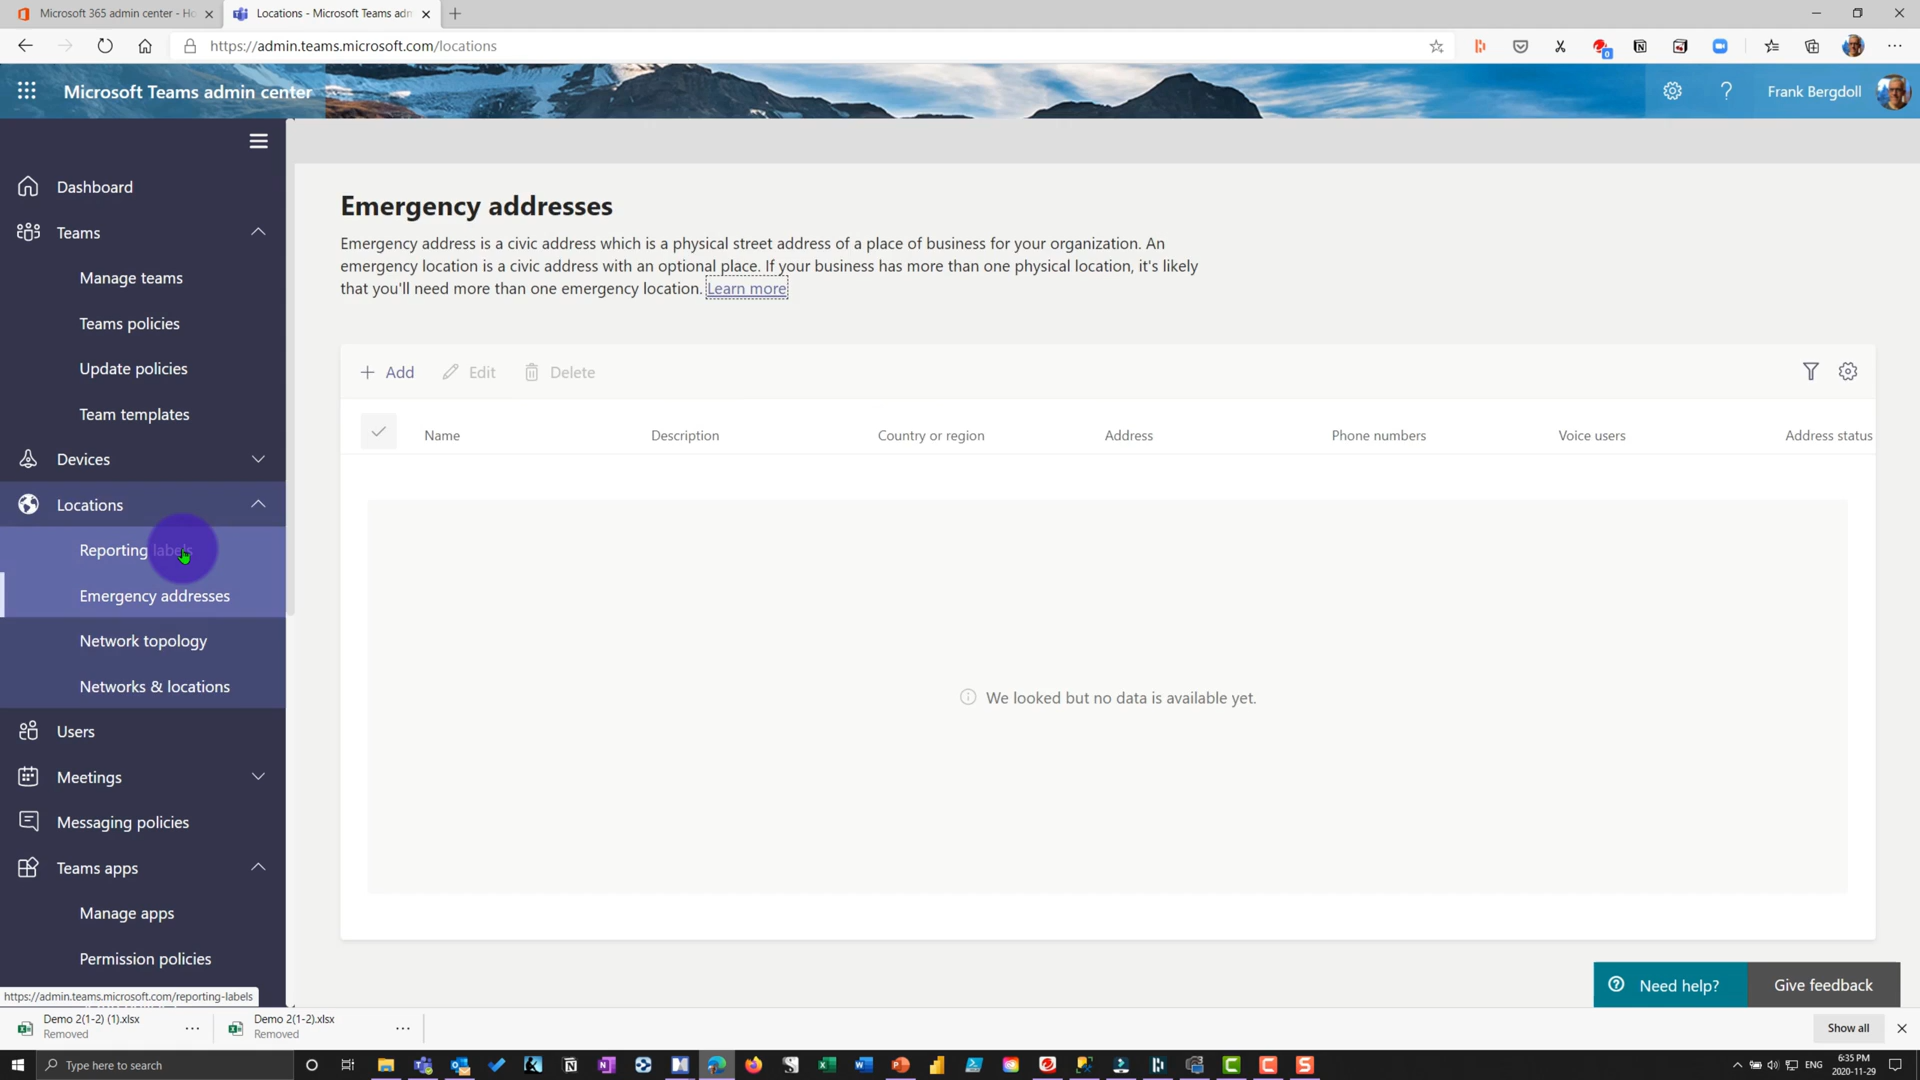 Microsoft 365 admin center - Ho
Locations - Microsoft Teams adn
https://admin.teams.microsoft.com/locations
Microsoft Teams admin center
Frank Bergdoll
Dashboard
Teams
Manage teams
Teams policies
Update policies
Team templates
Devices
Locations
Reporting labels
Emergency addresses
Network topology
Networks & locations
Users
Meetings
Messaging policies
Teams apps
Manage apps
Permission policies
https://admin.teams.microsoft.com/reporting-labels
Emergency addresses
Emergency address is a civic address which is a physical street address of a place of business for your organization. An
emergency location is a civic address with an optional place. If your business has more than one physical location, it's likely
that you'll need more than one emergency location. Learn more
Add Edit Delete
Name Description Country or region Address Phone numbers Voice users Address status
We looked but no data is available yet.
Need help? Give feedback
Demo 2(1-2) (1).xlsx
Removed
Demo 2(1-2).xlsx
Removed
Show all
Type here to search
ENG
6:35 PM
2020-11-29